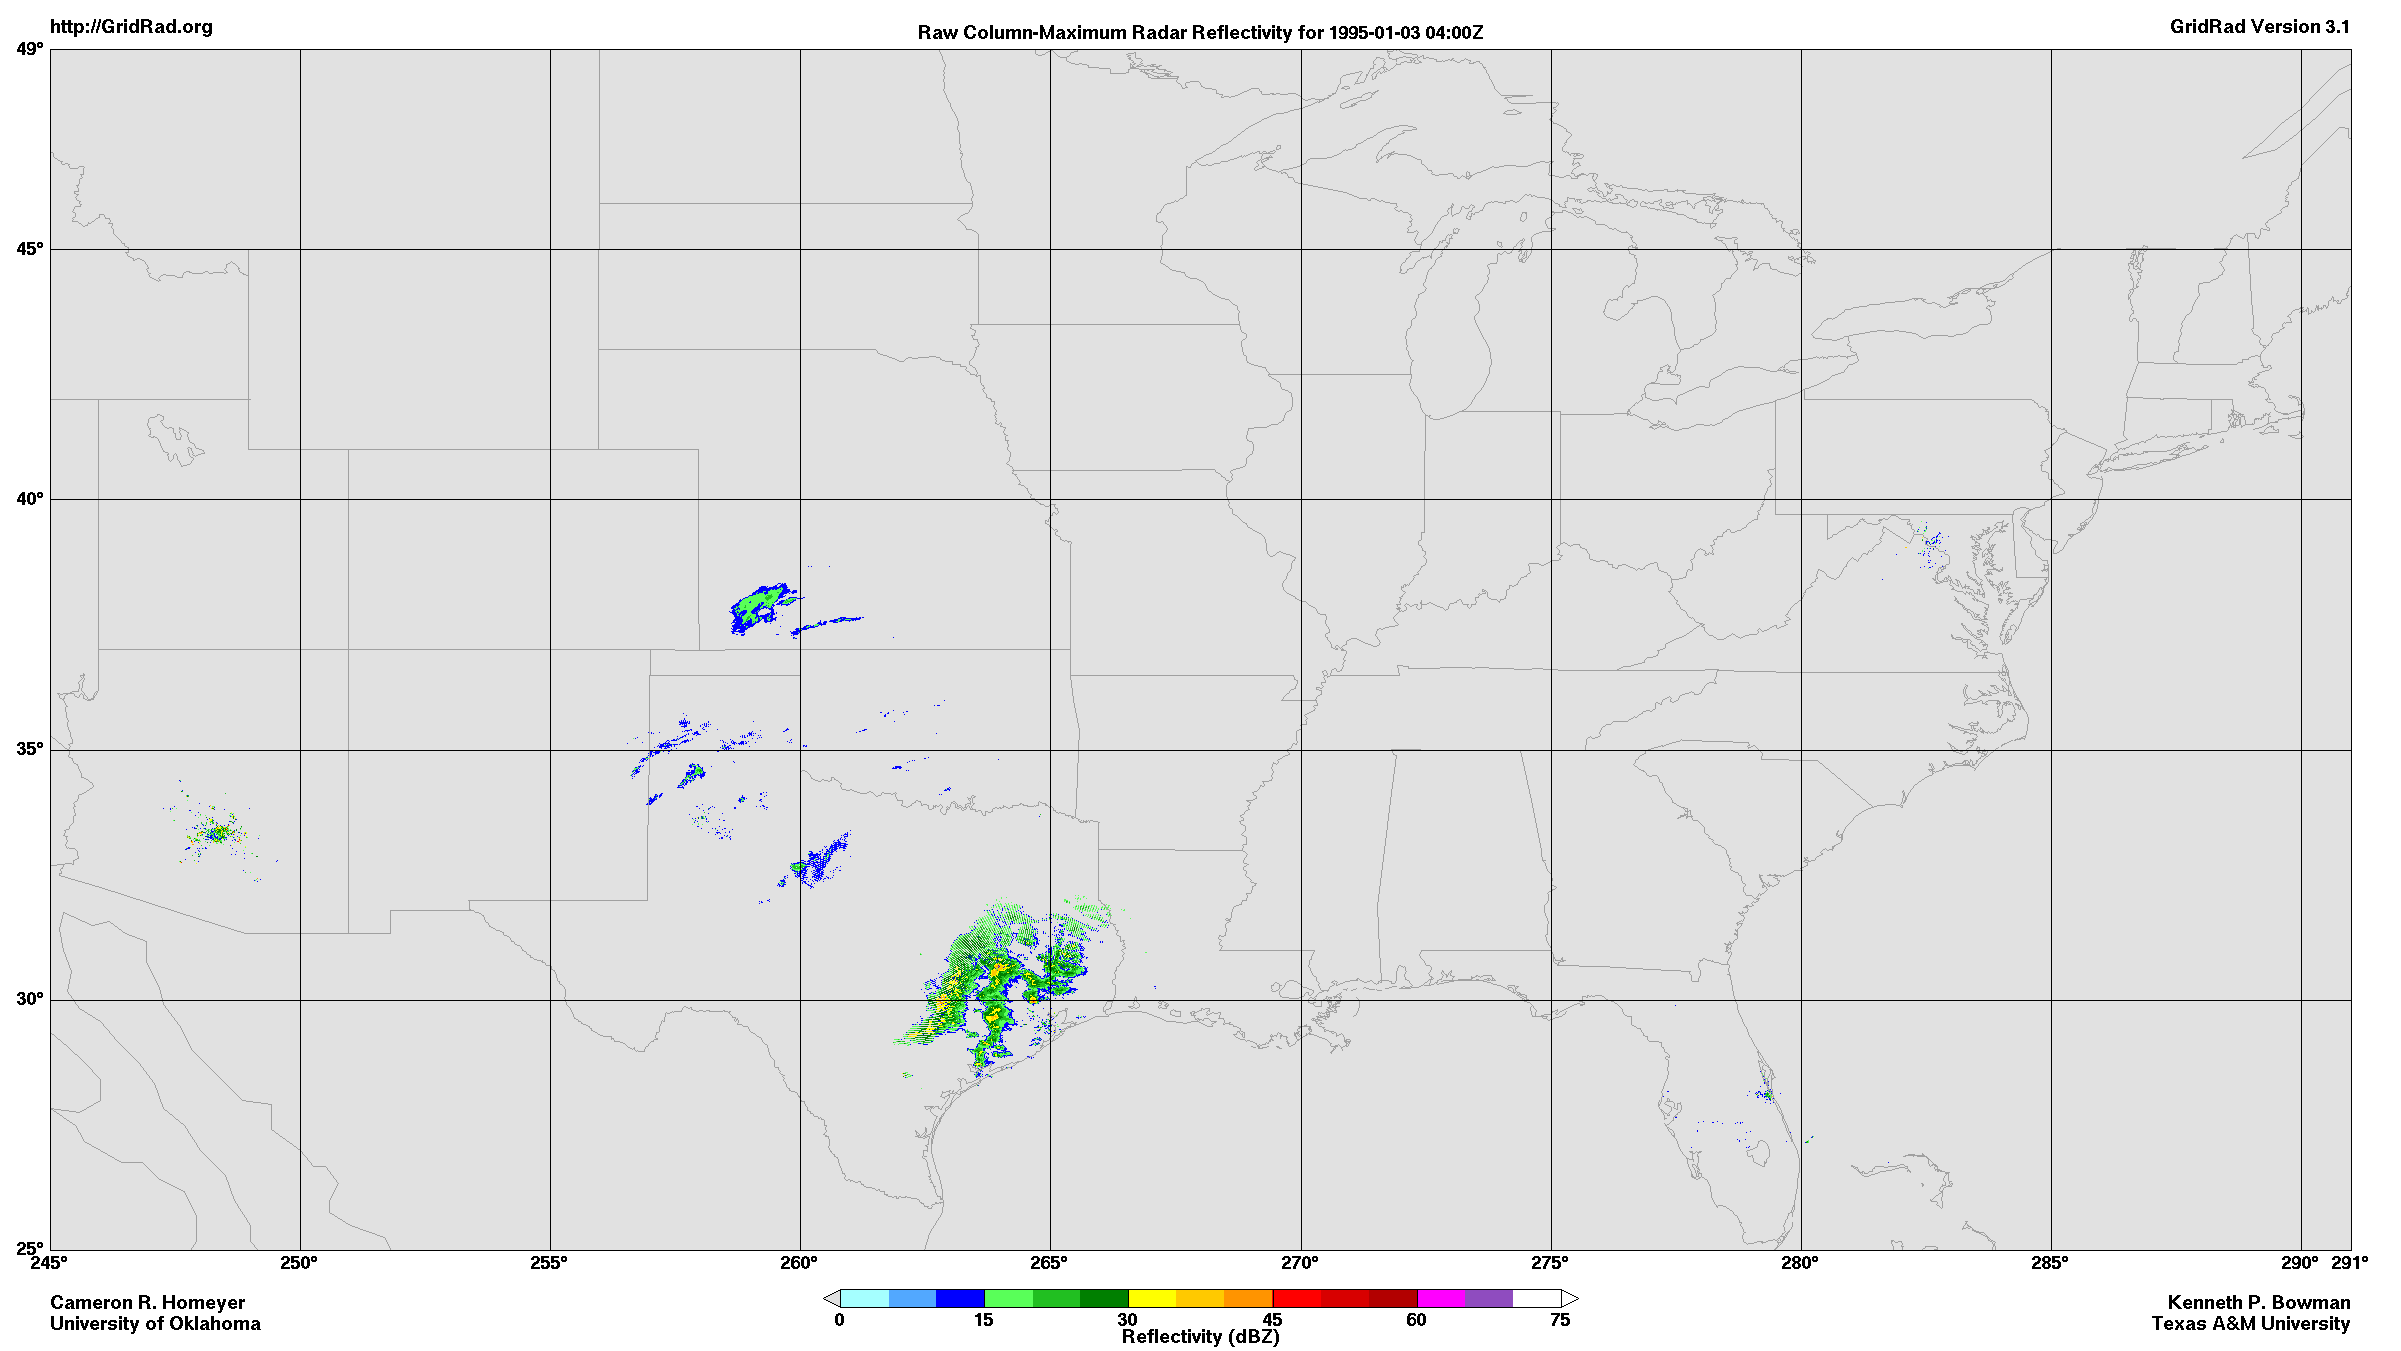 http://GridRad.org
Raw Column-Maximum Radar Reflectivity for 1995-01-03 04:00Z
GridRad Version 3.1
49°
45°
40°
35°
30°
25°
245° 250° 255° 260° 265° 270° 275° 280° 285° 290° 291°
0 15 30 45 60 75
Reflectivity (dBZ)
Cameron R. Homeyer
University of Oklahoma
Kenneth P. Bowman
Texas A&M University